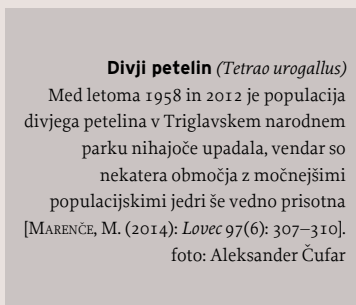 Divji petelin (Tetrao urogallus)
Med letoma 1958 in 2012 je populacija
divjega petelina v Triglavskem narodnem
parku nihajoče upadala, vendar so
nekatera območja z močnejšimi
populacijskimi jedri še vedno prisotna
[Marenče, M. (2014): Lovec 97(6): 307–310].
foto: Aleksander Čufar